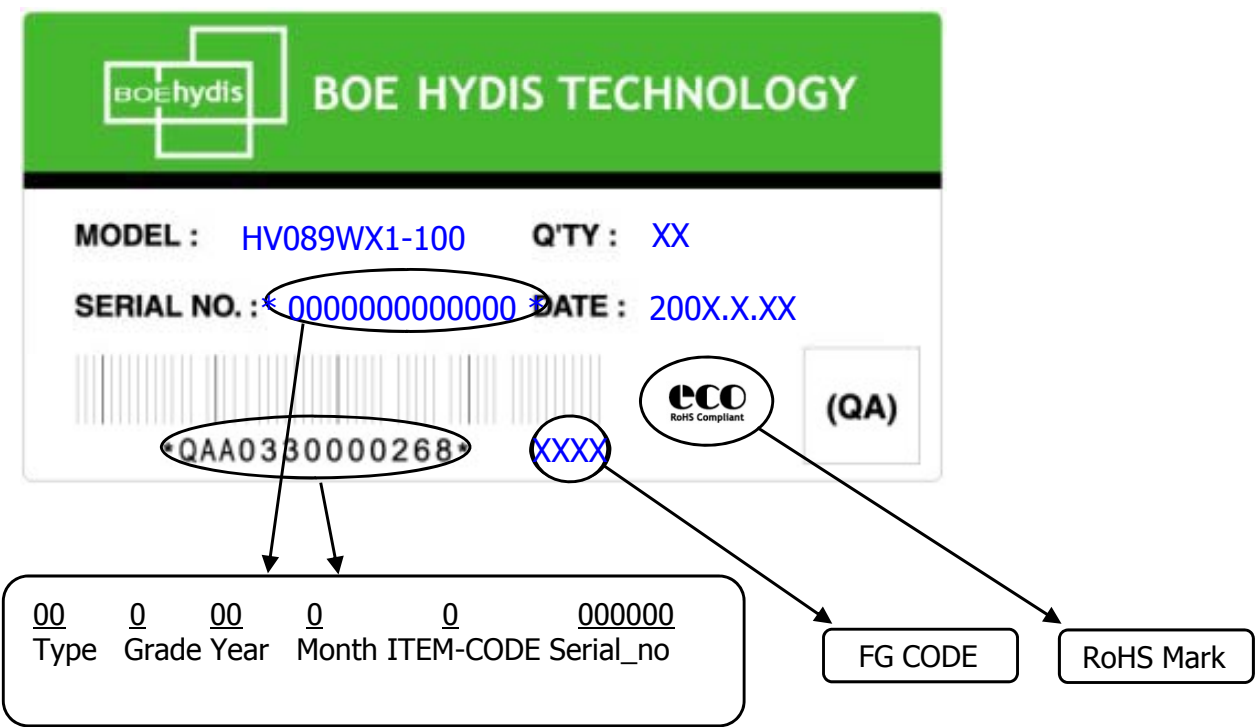 BOEhydis BOE HYDIS TECHNOLOGY
MODEL : HV089WX1-100 Q'TY : XX
SERIAL NO. : * 0000000000000 * DATE : 200X.X.XX
eco
RoHS Compliant
(QA)
*QAA0330000268* XXXX
00 0 00 0 0 000000
Type Grade Year Month ITEM-CODE Serial_no
FG CODE
RoHS Mark